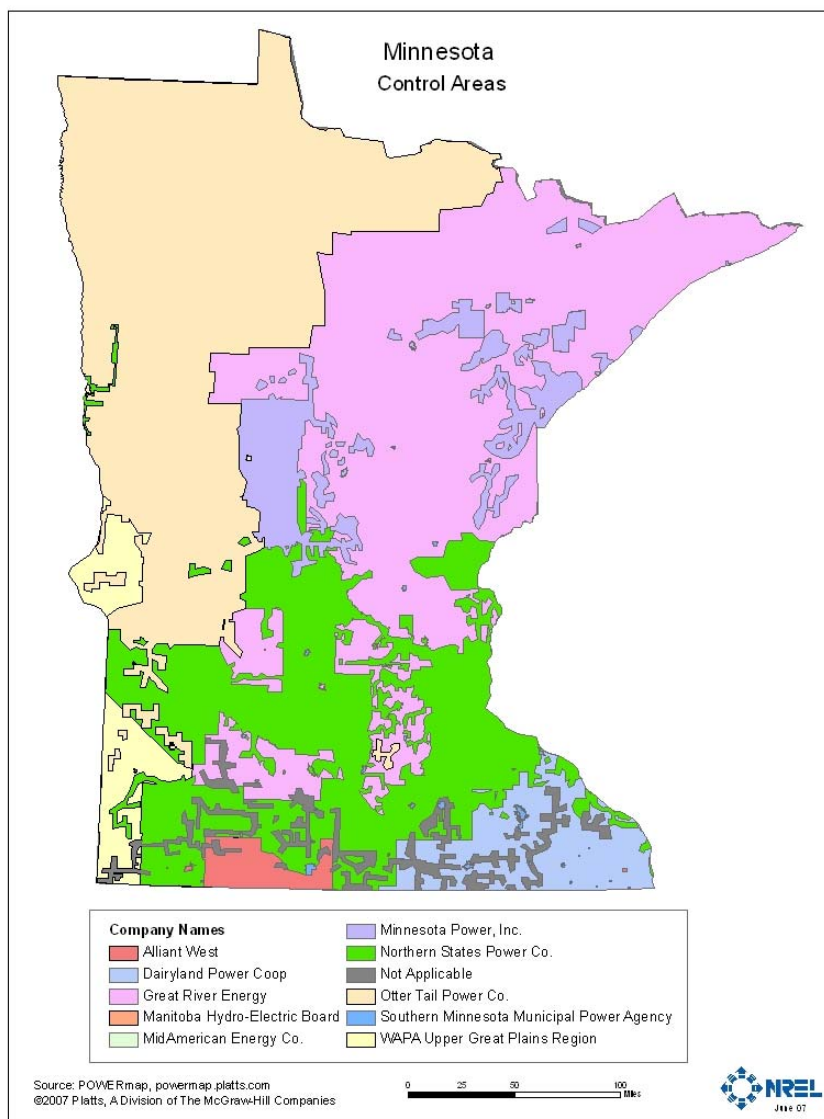 Minnesota
Control Areas
Company Names
Alliant West
Dairyland Power Coop
Great River Energy
Manitoba Hydro-Electric Board
MidAmerican Energy Co.
Minnesota Power, Inc.
Northern States Power Co.
Not Applicable
Otter Tail Power Co.
Southern Minnesota Municipal Power Agency
WAPA Upper Great Plains Region
Source: POWERmap, powermap.platts.com
©2007 Platts, A Division of The McGraw-Hill Companies
0 25 50 100
Miles
NREL
June 07